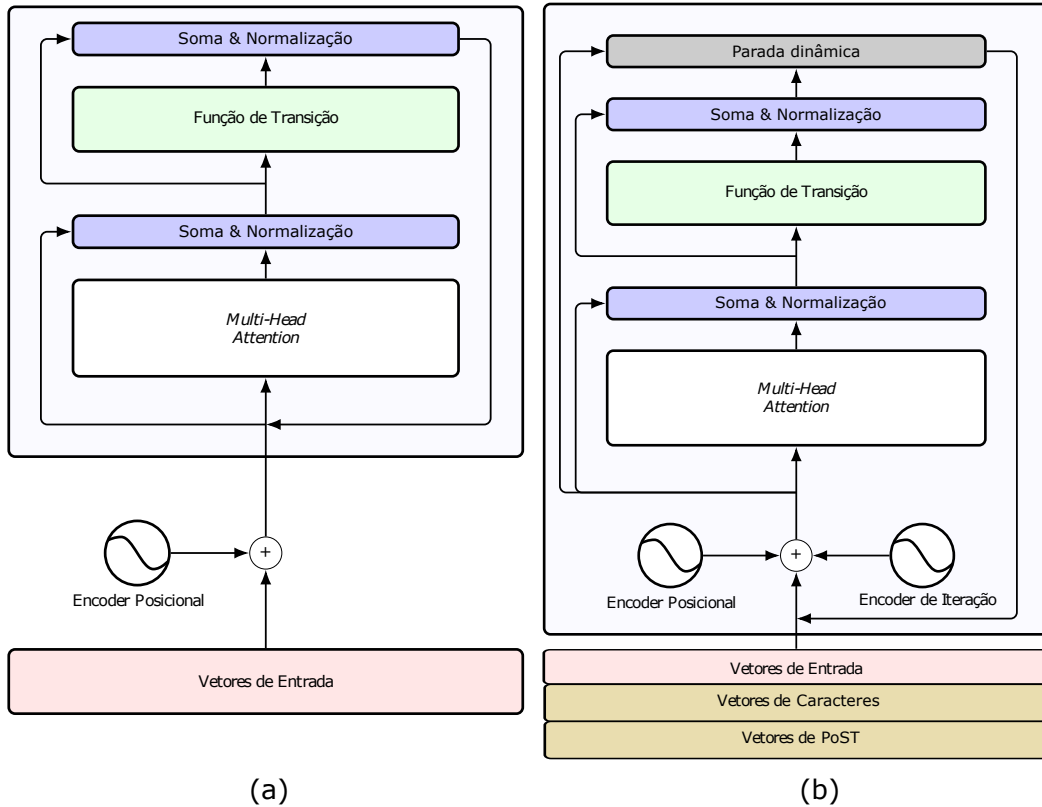 Soma & Normalização
Função de Transição
Soma & Normalização
Multi-Head
Attention
+
Encoder Posicional
Vetores de Entrada
(a)
Parada dinâmica
Soma & Normalização
Função de Transição
Soma & Normalização
Multi-Head
Attention
+
Encoder Posicional
Encoder de Iteração
Vetores de Entrada
Vetores de Caracteres
Vetores de PoST
(b)